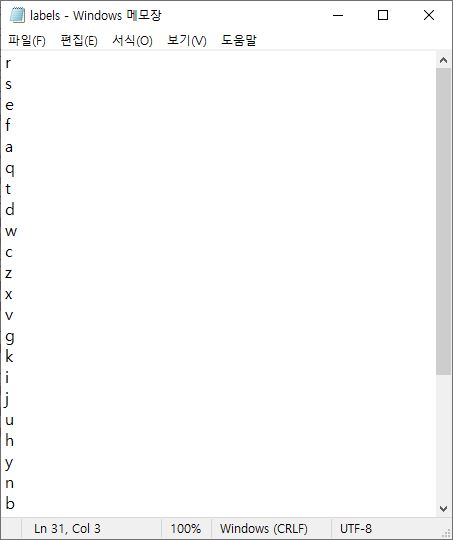 labels - Windows 메모장
파일(F) 편집(E) 서식(O) 보기(V) 도움말
r
s
e
f
a
q
t
d
w
c
z
x
v
g
k
i
j
u
h
y
n
b
Ln 31, Col 3 100% Windows (CRLF) UTF-8